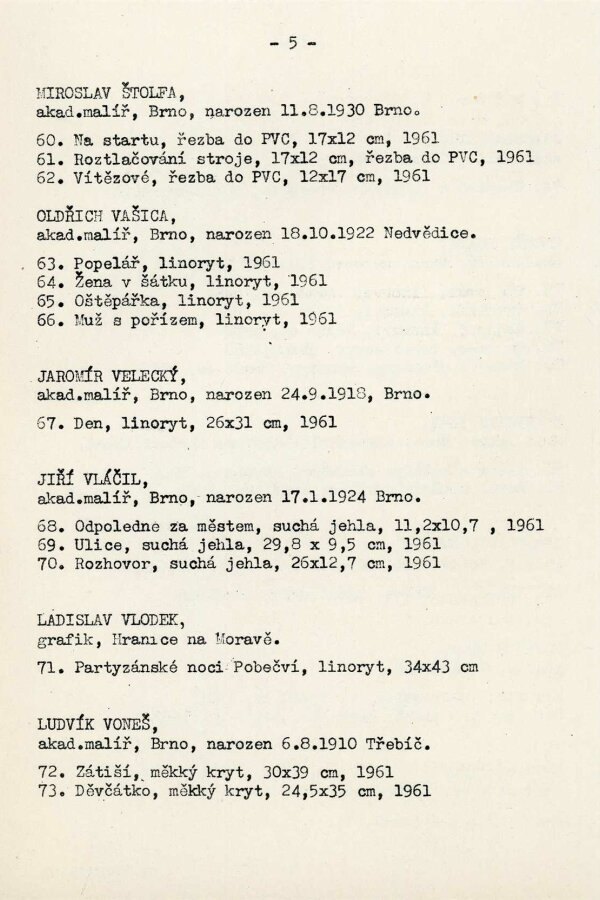 - 5 -
MIROSLAV ŠTOLFA,
akad.malíř, Brno, narozen 11.8.1930 Brno.
60. Na startu, řezba do PVC, 17x12 cm, 1961
61. Roztlačování stroje, 17x12 cm, řezba do PVC, 1961
62. Vítězové, řezba do PVC, 12x17 cm, 1961
OLDŘICH VAŠICA,
akad.malíř, Brno, narozen 18.10.1922 Nedvědice.
63. Popelář, linoryt, 1961
64. Žena v šátku, linoryt, 1961
65. Oštěpářka, linoryt, 1961
66. Muž s pořízem, linoryt, 1961
JAROMÍR VELECKÝ,
akad.malíř, Brno, narozen 24.9.1918, Brno.
67. Den, linoryt, 26x31 cm, 1961
JIŘÍ VLÁČIL,
akad.malíř, Brno, narozen 17.1.1924 Brno.
68. Odpoledne za městem, suchá jehla, 11,2x10,7 , 1961
69. Ulice, suchá jehla, 29,8 x 9,5 cm, 1961
70. Rozhovor, suchá jehla, 26x12,7 cm, 1961
LADISLAV VLODEK,
grafik, Hranice na Moravě.
71. Partyzánské noci Pobečví, linoryt, 34x43 cm
LUDVÍK VONEŠ,
akad.malíř, Brno, narozen 6.8.1910 Třebíč.
72. Zátiší, měkký kryt, 30x39 cm, 1961
73. Děvčátko, měkký kryt, 24,5x35 cm, 1961